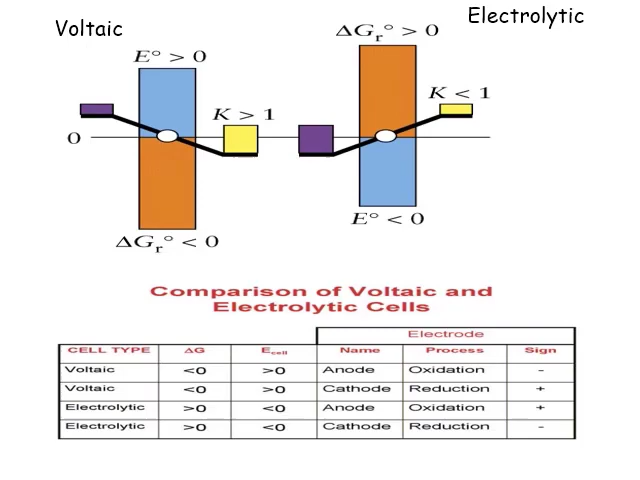 Voltaic
Electrolytic
E° > 0
ΔGr° > 0
K > 1
K < 1
0
ΔGr° < 0
E° < 0
Comparison of Voltaic and
Electrolytic Cells
Electrode
CELL TYPE ΔG Ecell Name Process Sign
Voltaic <0 >0 Anode Oxidation -
Voltaic <0 >0 Cathode Reduction +
Electrolytic >0 <0 Anode Oxidation +
Electrolytic >0 <0 Cathode Reduction -